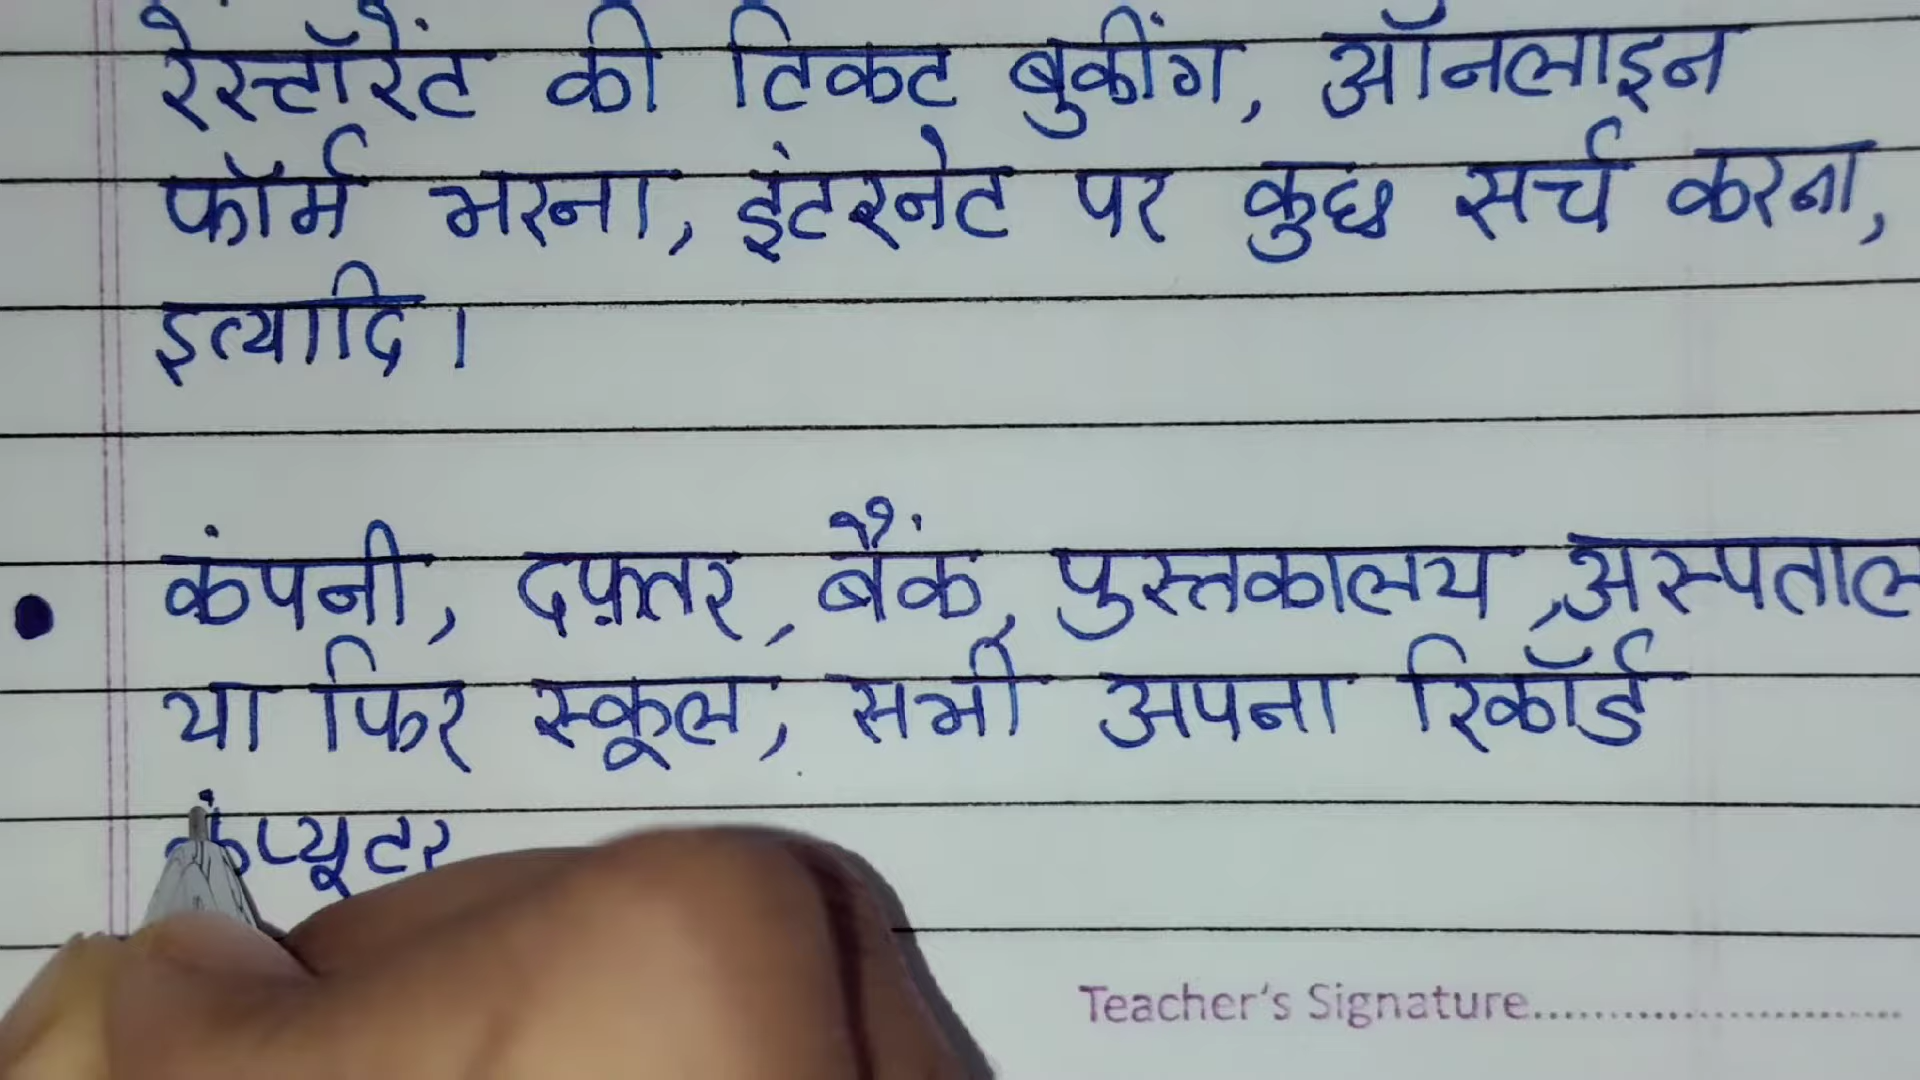 रेस्टॉरेंट की टिकट बुकींग, ऑनलाइन
फॉर्म भरना, इंटरनेट पर कुछ सर्च करना,
इत्यादि।
• कंपनी, दफ़्तर, बैंक, पुस्तकालय, अस्पताल
या फिर स्कूल, सभी अपना रिकॉर्ड
कंप्यूटर
Teacher's Signature........................